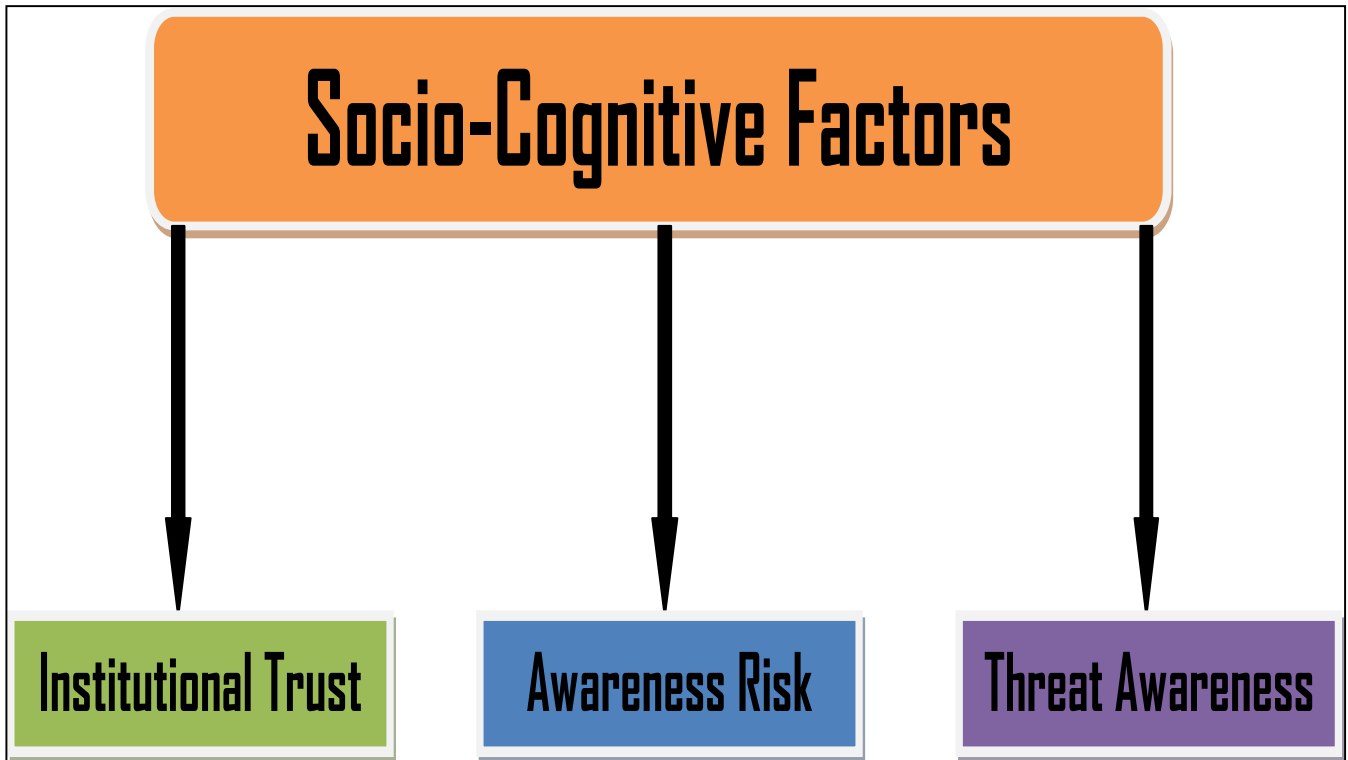 Socio-Cognitive Factors
Institutional Trust
Awareness Risk
Threat Awareness